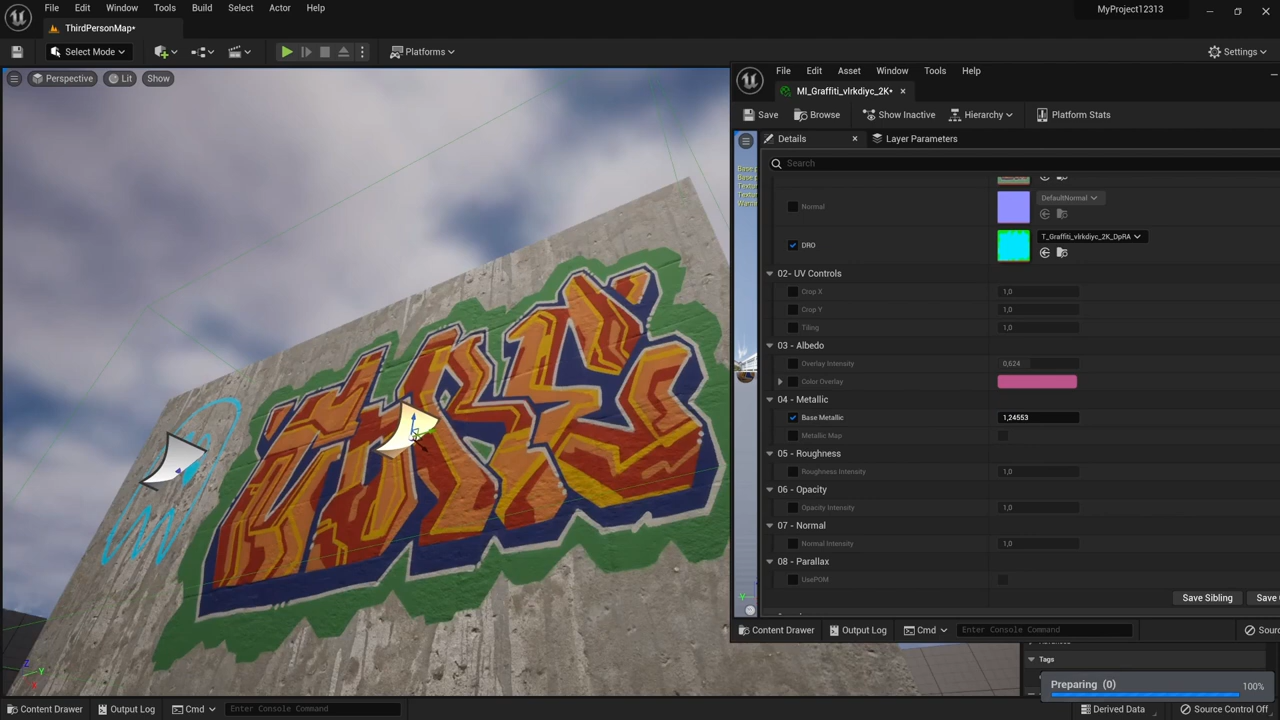 File Edit Window Tools Build Select Actor Help
MyProject12313
ThirdPersonMap*
Select Mode
Platforms
Settings
Perspective
Lit
Show
File Edit Asset Window Tools Help
MI_Graffiti_vlrkdiyc_2K*
Save
Browse
Show Inactive
Hierarchy
Platform Stats
Details
Layer Parameters
Search
Normal
DefaultNormal
DRO
T_Graffiti_vlrkdiyc_2K_DpRA
02- UV Controls
Crop X 1,0
Crop Y 1,0
Tiling 1,0
03 - Albedo
Overlay Intensity 0,624
Color Overlay
04 - Metallic
Base Metallic 1,24553
Metallic Map
05 - Roughness
Roughness Intensity 1,0
06 - Opacity
Opacity Intensity 1,0
07 - Normal
Normal Intensity 1,0
08 - Parallax
UsePOM
Save Sibling
Save
Content Drawer
Output Log
Cmd
Enter Console Command
Tags
Preparing (0) 100%
Content Drawer
Output Log
Cmd
Enter Console Command
Derived Data
Source Control Off